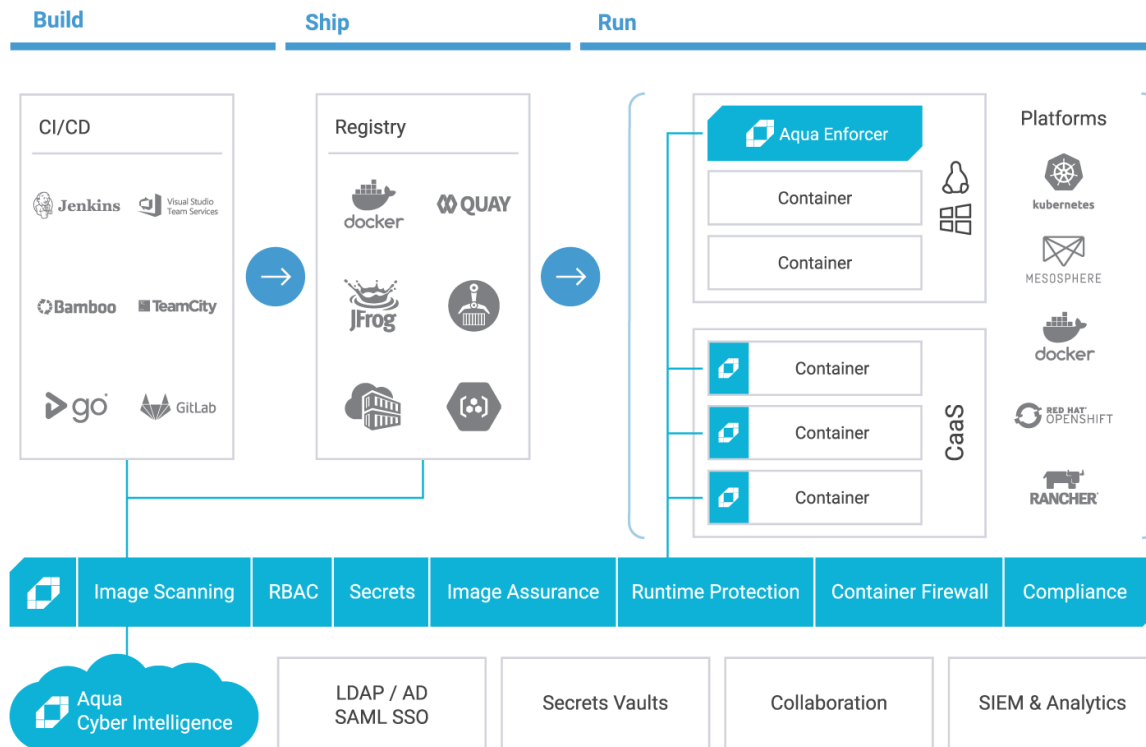 Build
Ship
Run
CI/CD
Jenkins
Visual Studio
Team Services
Bamboo
TeamCity
go
GitLab
Registry
docker
QUAY
JFrog
Aqua Enforcer
Container
Container
Container
Container
Container
CaaS
Platforms
kubernetes
MESOSPHERE
docker
RED HAT
OPENSHIFT
RANCHER
Image Scanning
RBAC
Secrets
Image Assurance
Runtime Protection
Container Firewall
Compliance
Aqua
Cyber Intelligence
LDAP / AD
SAML SSO
Secrets Vaults
Collaboration
SIEM & Analytics